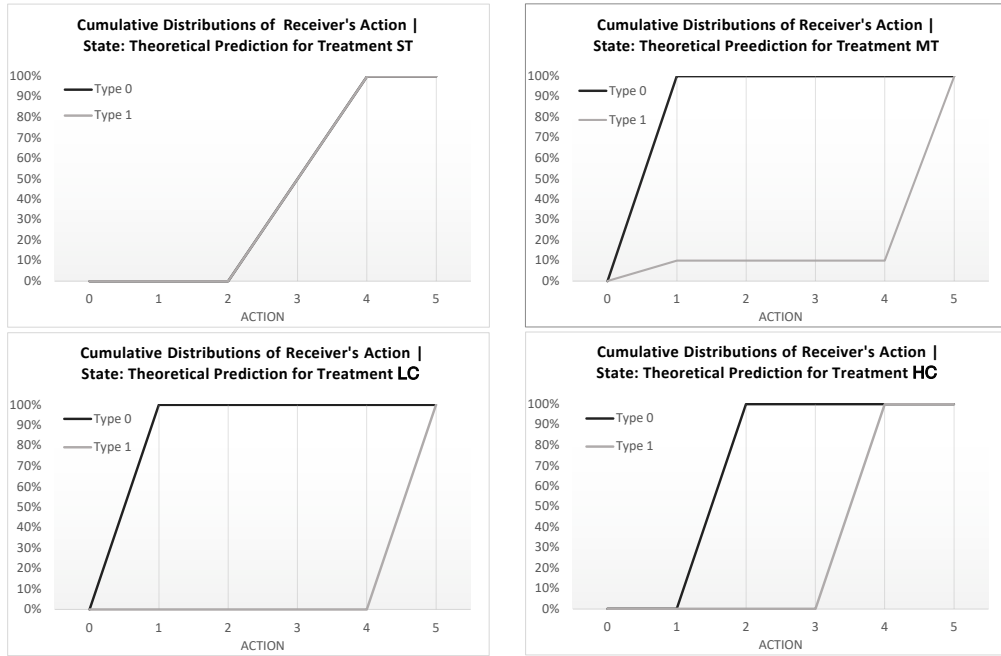 Cumulative Distributions of Receiver's Action |
State: Theoretical Prediction for Treatment ST
100%
90%
80%
70%
60%
50%
40%
30%
20%
10%
0%
Type 0
Type 1
0 1 2 3 4 5
ACTION
Cumulative Distributions of Receiver's Action |
State: Theoretical Preediction for Treatment MT
100%
90%
80%
70%
60%
50%
40%
30%
20%
10%
0%
Type 0
Type 1
0 1 2 3 4 5
ACTION
Cumulative Distributions of Receiver's Action |
State: Theoretical Prediction for Treatment LC
100%
90%
80%
70%
60%
50%
40%
30%
20%
10%
0%
Type 0
Type 1
0 1 2 3 4 5
ACTION
Cumulative Distributions of Receiver's Action |
State: Theoretical Prediction for Treatment HC
100%
90%
80%
70%
60%
50%
40%
30%
20%
10%
0%
Type 0
Type 1
0 1 2 3 4 5
ACTION